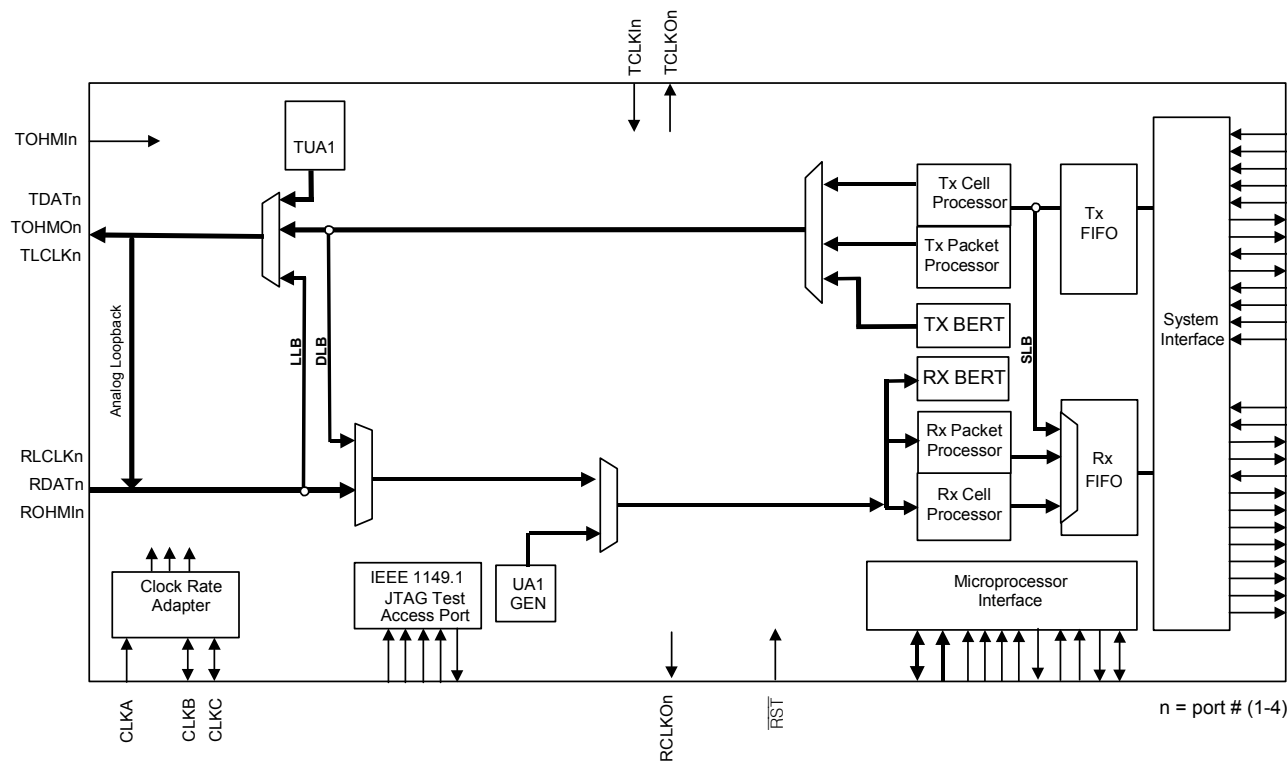 TCLKIn
TCLKOn
TOHMIn
TUA1
TDATn
TOHMOn
TLCLKn
Tx Cell
Processor
Tx
FIFO
Tx Packet
Processor
TX BERT
System
Interface
Analog Loopback
LLB
DLB
SLB
RX BERT
RLCLKn
RDATn
ROHMIn
Rx Packet
Processor
Rx
FIFO
Rx Cell
Processor
Clock Rate
Adapter
IEEE 1149.1
JTAG Test
Access Port
UA1
GEN
Microprocessor
Interface
CLKA
CLKB
CLKC
RCLKOn
RST
n = port # (1-4)